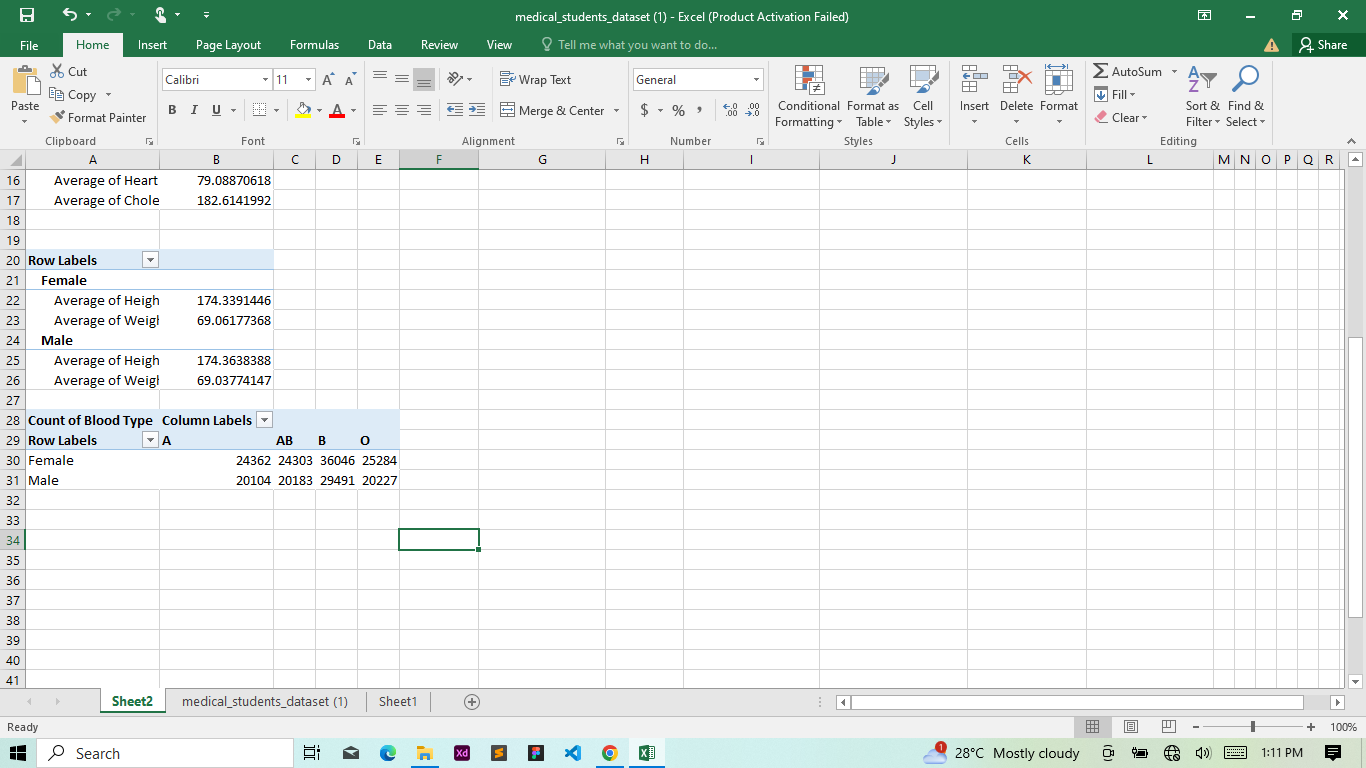 medical_students_dataset (1) - Excel (Product Activation Failed)
File Home Insert Page Layout Formulas Data Review View Tell me what you want to do... Share
Paste Cut Copy Format Painter
Calibri 11
B I U A
Wrap Text
Merge & Center
General
$ % ,
Conditional Formatting Format as Table Cell Styles
Insert Delete Format
AutoSum Fill Clear
Sort & Filter Find & Select
Clipboard Font Alignment Number Styles Cells Editing
A B C D E F G H I J K L M N O P Q R
16 Average of Heart 79.08870618
17 Average of Chole 182.6141992
18
19
20 Row Labels
21 Female
22 Average of Heigh 174.3391446
23 Average of Weigh 69.06177368
24 Male
25 Average of Heigh 174.3638388
26 Average of Weigh 69.03774147
27
28 Count of Blood Type Column Labels
29 Row Labels A AB B O
30 Female 24362 24303 36046 25284
31 Male 20104 20183 29491 20227
32
33
34
35
36
37
38
39
40
41
Sheet2 medical_students_dataset (1) Sheet1
Ready 100%
Search 1 28°C Mostly cloudy 1:11 PM